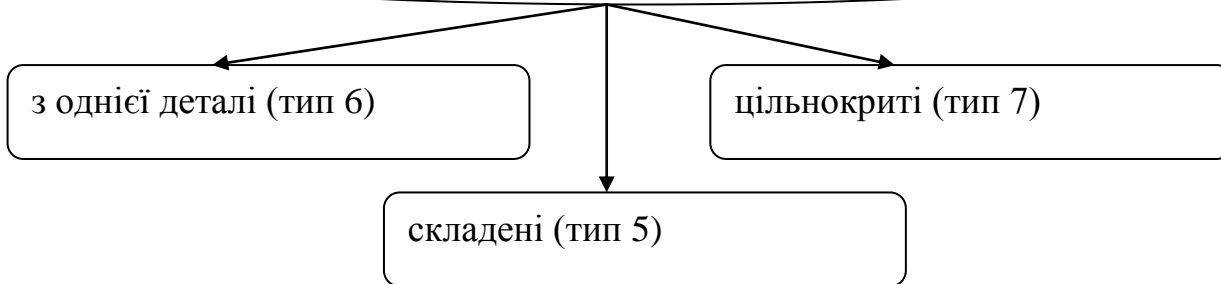 з однієї деталі (тип 6)
цільнокриті (тип 7)
складені (тип 5)